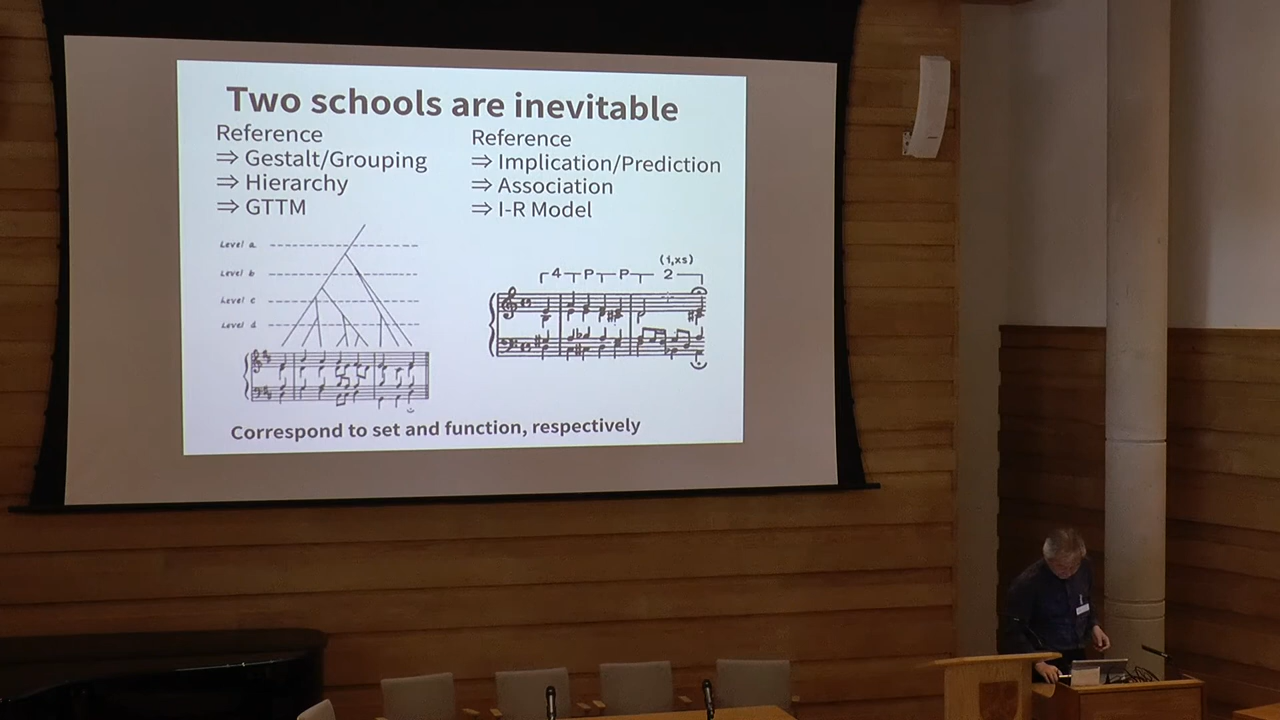 Two schools are inevitable
Reference
⇒ Gestalt/Grouping
⇒ Hierarchy
⇒ GTTM
Reference
⇒ Implication/Prediction
⇒ Association
⇒ I-R Model
Level a
Level b
Level c
Level d
(1,xs)
4 P P 2
Correspond to set and function, respectively